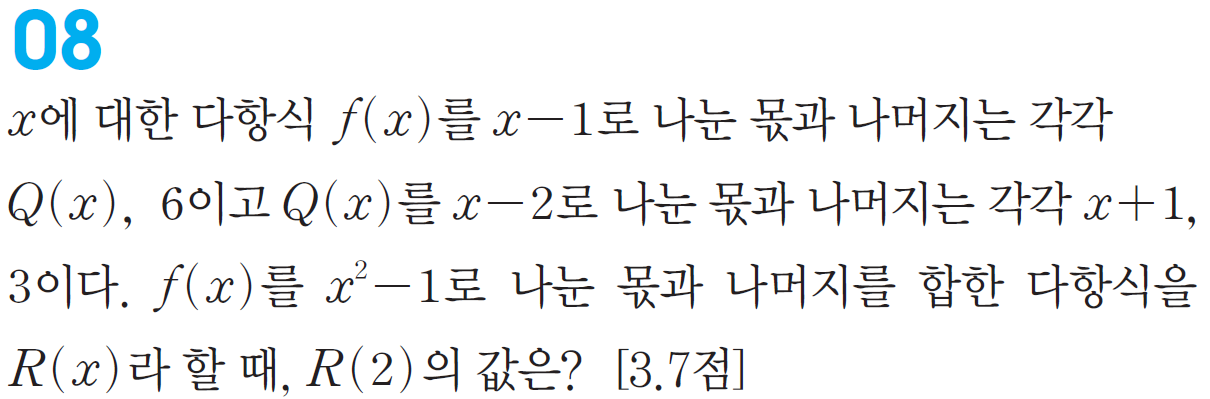 08
x에 대한 다항식 f(x)를 x-1로 나눈 몫과 나머지는 각각
Q(x), 6이고 Q(x)를 x-2로 나눈 몫과 나머지는 각각 x+1,
3이다. f(x)를 x²-1로 나눈 몫과 나머지를 합한 다항식을
R(x)라 할 때, R(2)의 값은? [3.7점]